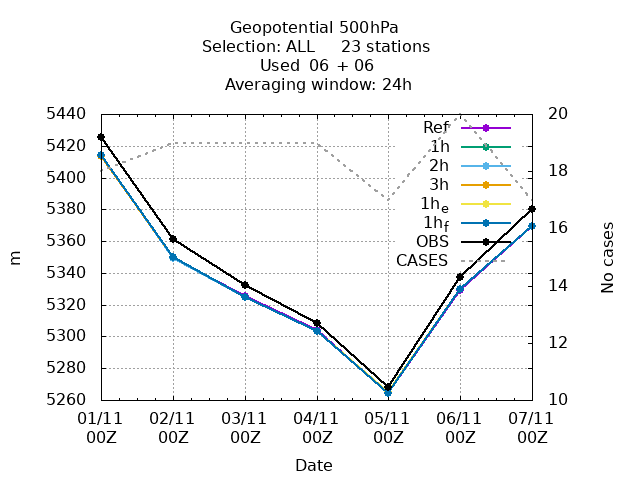 Geopotential 500hPa
Selection: ALL 23 stations
Used 06 + 06
Averaging window: 24h
5440
5420
5400
5380
5360
5340
5320
5300
5280
5260
m
20
18
16
14
12
10
No cases
Ref
1h
2h
3h
1he
1hf
OBS
CASES
01/11 02/11 03/11 04/11 05/11 06/11 07/11
00Z 00Z 00Z 00Z 00Z 00Z 00Z
Date